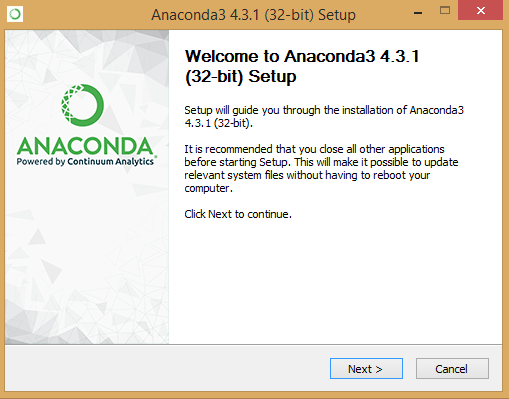 Anaconda3 4.3.1 (32-bit) Setup
Welcome to Anaconda3 4.3.1
(32-bit) Setup
Setup will guide you through the installation of Anaconda3
4.3.1 (32-bit).
It is recommended that you close all other applications
before starting Setup. This will make it possible to update
relevant system files without having to reboot your
computer.
Click Next to continue.
ANACONDA®
Powered by Continuum Analytics
Next >
Cancel